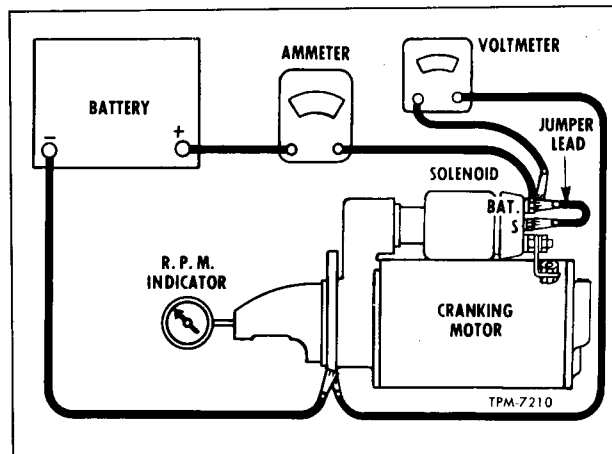 AMMETER
VOLTMETER
BATTERY
JUMPER
LEAD
–
+
SOLENOID
BAT.
S
R.P.M.
INDICATOR
CRANKING
MOTOR
TPM-7210